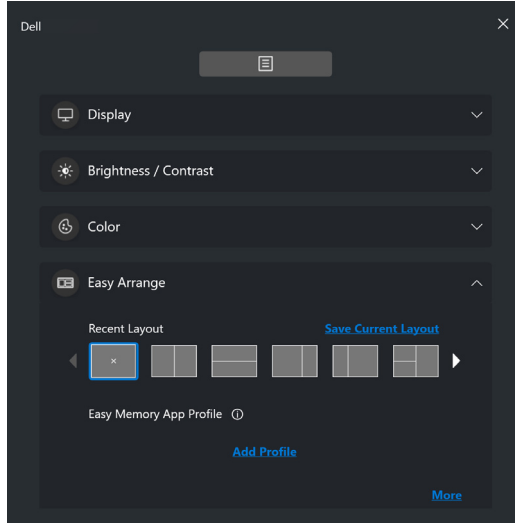 Dell
Display
Brightness / Contrast
Color
Easy Arrange
Recent Layout Save Current Layout
Easy Memory App Profile
Add Profile
More